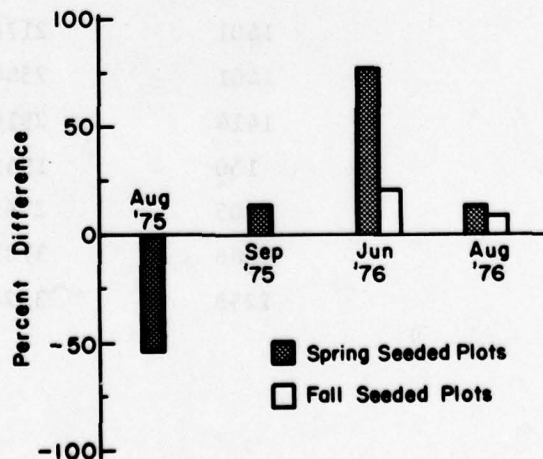 100
50
0
-50
-100
Percent Difference
Aug
'75
Sep
'75
Jun
'76
Aug
'76
Spring Seeded Plots
Fall Seeded Plots